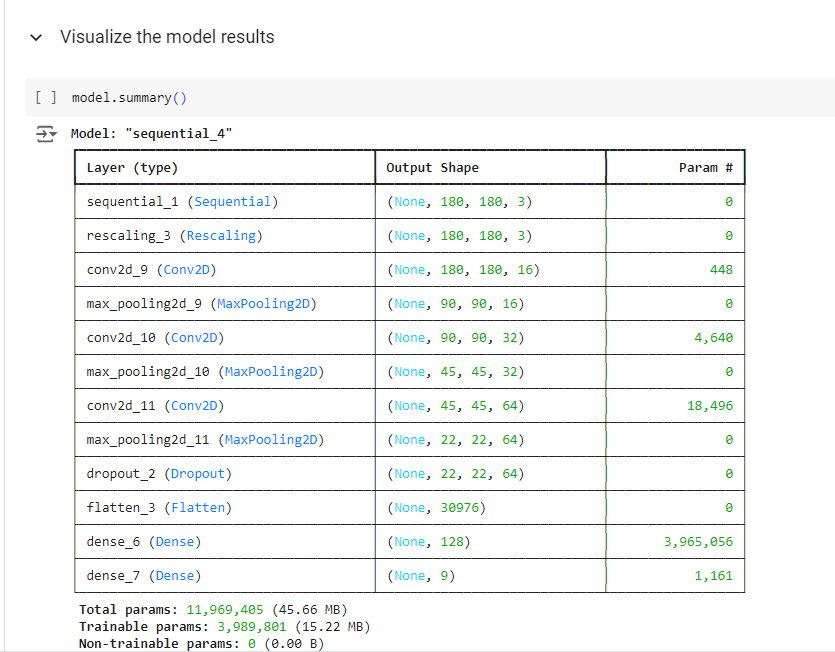 Visualize the model results
[ ] model.summary()
Model: "sequential_4"
Layer (type) Output Shape Param #
sequential_1 (Sequential) (None, 180, 180, 3) 0
rescaling_3 (Rescaling) (None, 180, 180, 3) 0
conv2d_9 (Conv2D) (None, 180, 180, 16) 448
max_pooling2d_9 (MaxPooling2D) (None, 90, 90, 16) 0
conv2d_10 (Conv2D) (None, 90, 90, 32) 4,640
max_pooling2d_10 (MaxPooling2D) (None, 45, 45, 32) 0
conv2d_11 (Conv2D) (None, 45, 45, 64) 18,496
max_pooling2d_11 (MaxPooling2D) (None, 22, 22, 64) 0
dropout_2 (Dropout) (None, 22, 22, 64) 0
flatten_3 (Flatten) (None, 30976) 0
dense_6 (Dense) (None, 128) 3,965,056
dense_7 (Dense) (None, 9) 1,161
Total params: 11,969,405 (45.66 MB)
Trainable params: 3,989,801 (15.22 MB)
Non-trainable params: 0 (0.00 B)